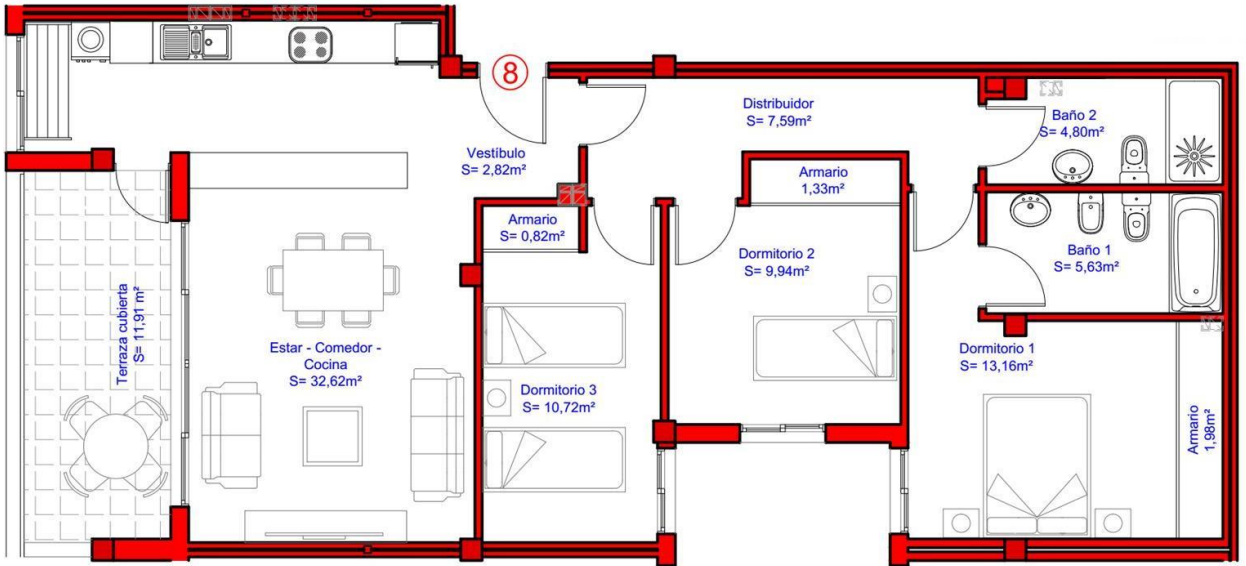 8
Distribuidor
S= 7,59m²
Baño 2
S= 4,80m²
Vestíbulo
S= 2,82m²
Armario
1,33m²
Armario
S= 0,82m²
Baño 1
S= 5,63m²
Dormitorio 2
S= 9,94m²
Terraza cubierta
S= 11,91 m²
Estar - Comedor -
Cocina
S= 32,62m²
Dormitorio 3
S= 10,72m²
Dormitorio 1
S= 13,16m²
Armario
1,98m²